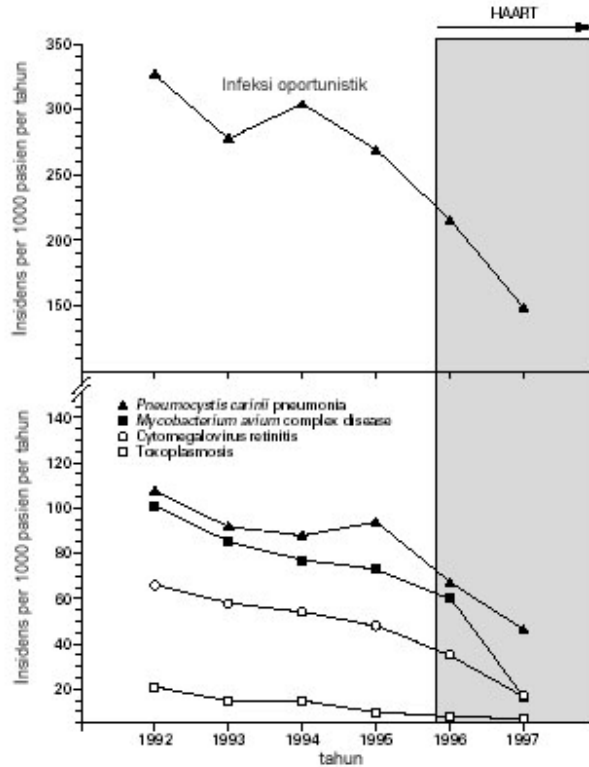 HAART
Insidens per 1000 pasien per tahun
350
300
250
200
150
Infeksi oportunistik
Insidens per 1000 pasien per tahun
140
120
100
80
60
40
20
Pneumocystis carinii pneumonia
Mycobacterium avium complex disease
Cytomegalovirus retinitis
Toxoplasmosis
1992 1993 1994 1995 1996 1997
tahun